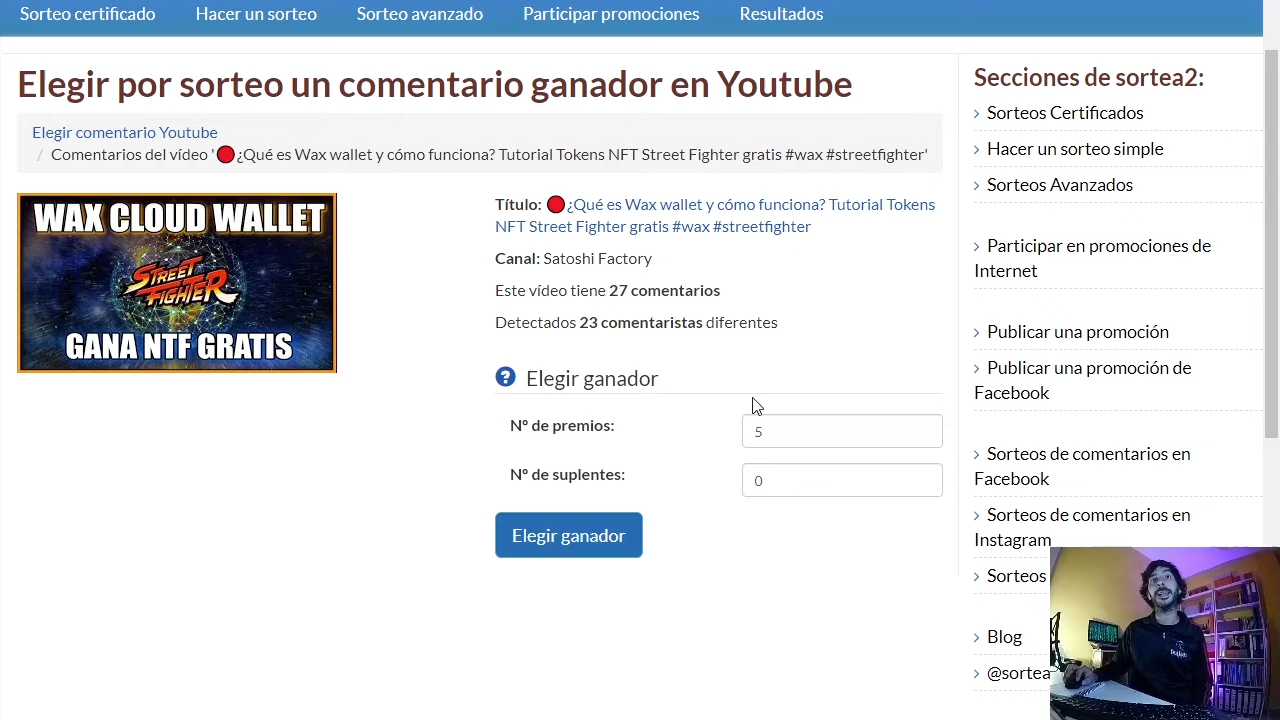 Sorteo certificado
Hacer un sorteo
Sorteo avanzado
Participar promociones
Resultados
Elegir por sorteo un comentario ganador en Youtube
Elegir comentario Youtube
/ Comentarios del vídeo '🔴¿Qué es Wax wallet y cómo funciona? Tutorial Tokens NFT Street Fighter gratis #wax #streetfighter'
WAX CLOUD WALLET
STREET
FIGHTER
GANA NTF GRATIS
Título: 🔴¿Qué es Wax wallet y cómo funciona? Tutorial Tokens
NFT Street Fighter gratis #wax #streetfighter
Canal: Satoshi Factory
Este vídeo tiene 27 comentarios
Detectados 23 comentaristas diferentes
? Elegir ganador
Nº de premios:
5
Nº de suplentes:
0
Elegir ganador
Secciones de sortea2:
Sorteos Certificados
Hacer un sorteo simple
Sorteos Avanzados
Participar en promociones de
Internet
Publicar una promoción
Publicar una promoción de
Facebook
Sorteos de comentarios en
Facebook
Sorteos de comentarios en
Instagram
Sorteos
Blog
@sortea